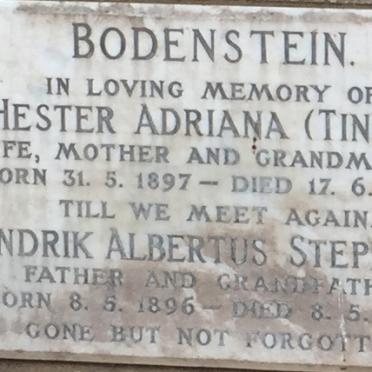 BODENSTEIN.
IN LOVING MEMORY OF
HESTER ADRIANA (TIN
FE, MOTHER AND GRANDM
ORN 31. 5. 1897 — DIED 17. 6.
TILL WE MEET AGAIN.
NDRIK ALBERTUS STEP
FATHER AND GRANDFATH
ORN 8. 6. 1896 — DIED 8. 5.
GONE BUT NOT FORGOTT